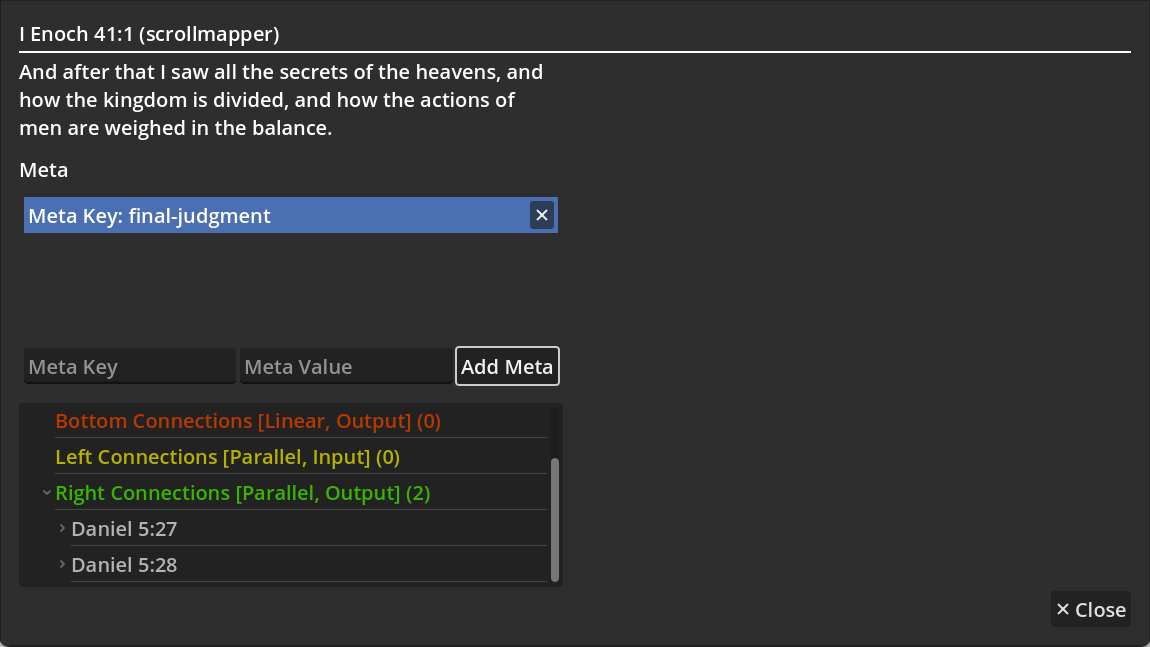 I Enoch 41:1 (scrollmapper)
And after that I saw all the secrets of the heavens, and
how the kingdom is divided, and how the actions of
men are weighed in the balance.
Meta
Meta Key: final-judgment
Meta Key Meta Value Add Meta
Bottom Connections [Linear, Output] (0)
Left Connections [Parallel, Input] (0)
Right Connections [Parallel, Output] (2)
Daniel 5:27
Daniel 5:28
Close